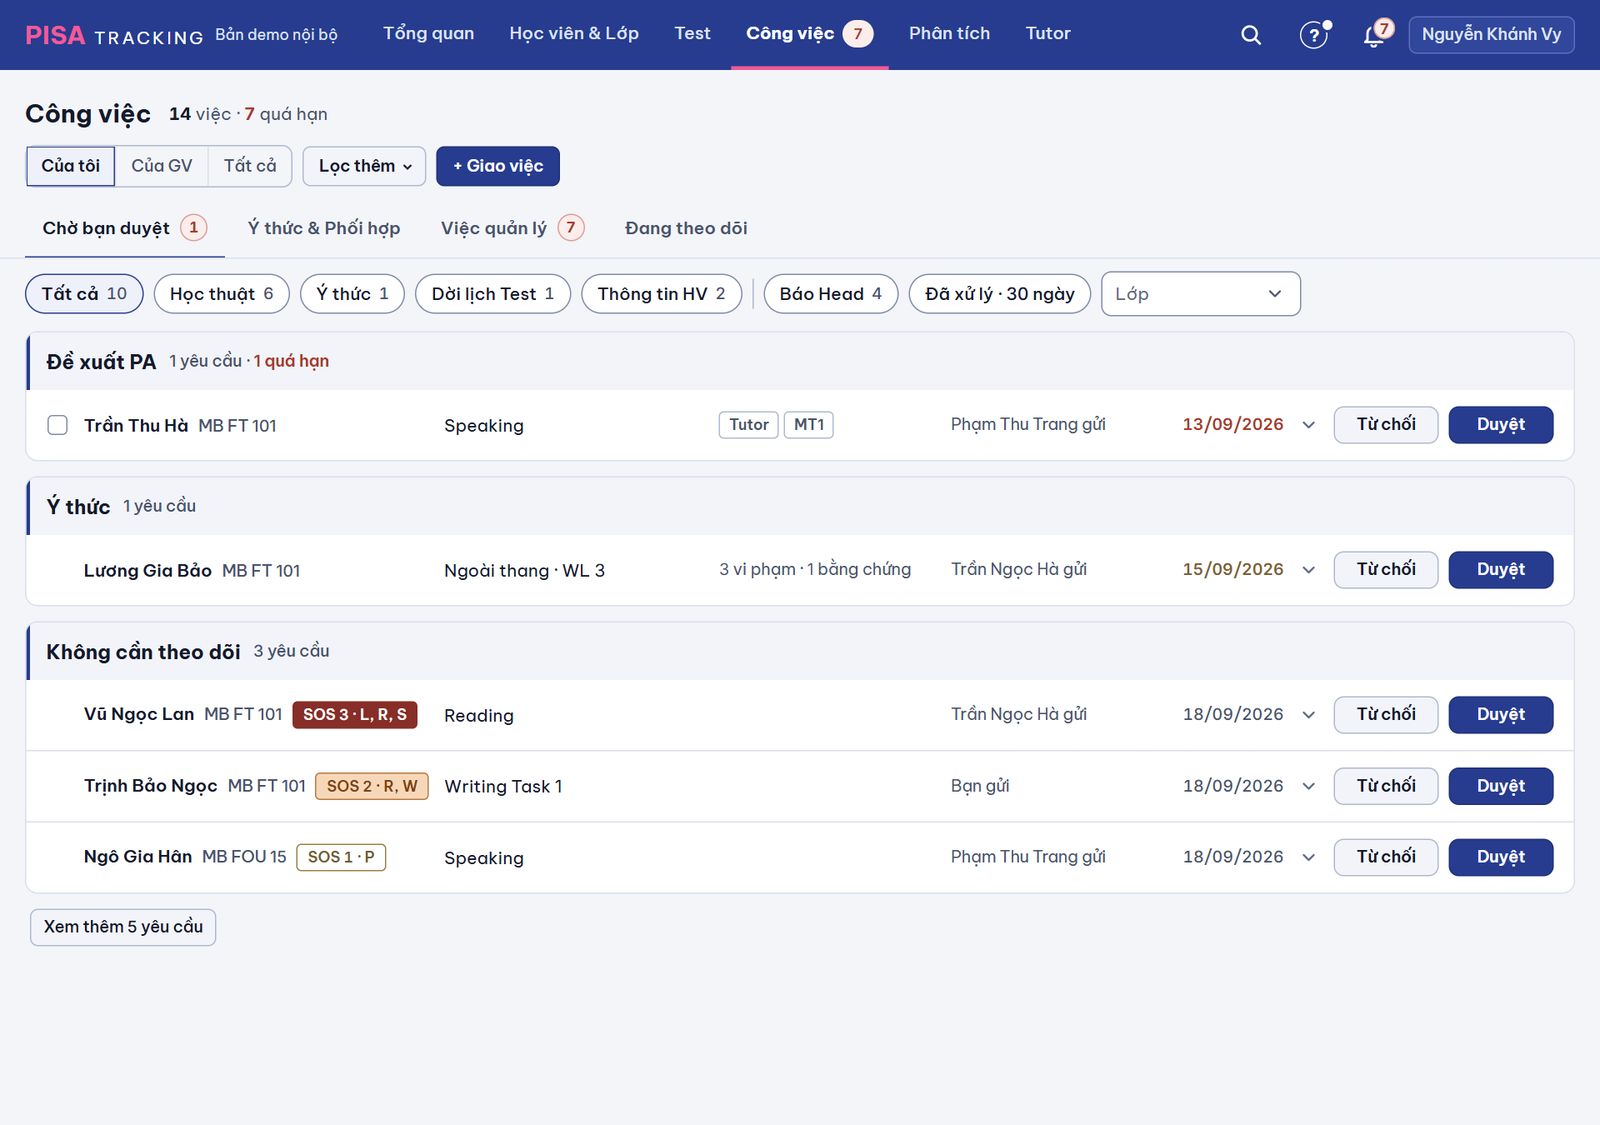 PISA TRACKING Bản demo nội bộ Tổng quan Học viên & Lớp Test Công việc 7 Phân tích Tutor ? 7 Nguyễn Khánh Vy
Công việc 14 việc · 7 quá hạn
Của tôi Của GV Tất cả Lọc thêm + Giao việc
Chờ bạn duyệt 1 Ý thức & Phối hợp Việc quản lý 7 Đang theo dõi
Tất cả 10 Học thuật 6 Ý thức 1 Dời lịch Test 1 Thông tin HV 2 Báo Head 4 Đã xử lý · 30 ngày Lớp
Đề xuất PA 1 yêu cầu · 1 quá hạn
Trần Thu Hà MB FT 101 Speaking Tutor MT1 Phạm Thu Trang gửi 13/09/2026 Từ chối Duyệt
Ý thức 1 yêu cầu
Lương Gia Bảo MB FT 101 Ngoài thang · WL 3 3 vi phạm · 1 bằng chứng Trần Ngọc Hà gửi 15/09/2026 Từ chối Duyệt
Không cần theo dõi 3 yêu cầu
Vũ Ngọc Lan MB FT 101 SOS 3 · L, R, S Reading Trần Ngọc Hà gửi 18/09/2026 Từ chối Duyệt
Trịnh Bảo Ngọc MB FT 101 SOS 2 · R, W Writing Task 1 Bạn gửi 18/09/2026 Từ chối Duyệt
Ngô Gia Hân MB FOU 15 SOS 1 · P Speaking Phạm Thu Trang gửi 18/09/2026 Từ chối Duyệt
Xem thêm 5 yêu cầu